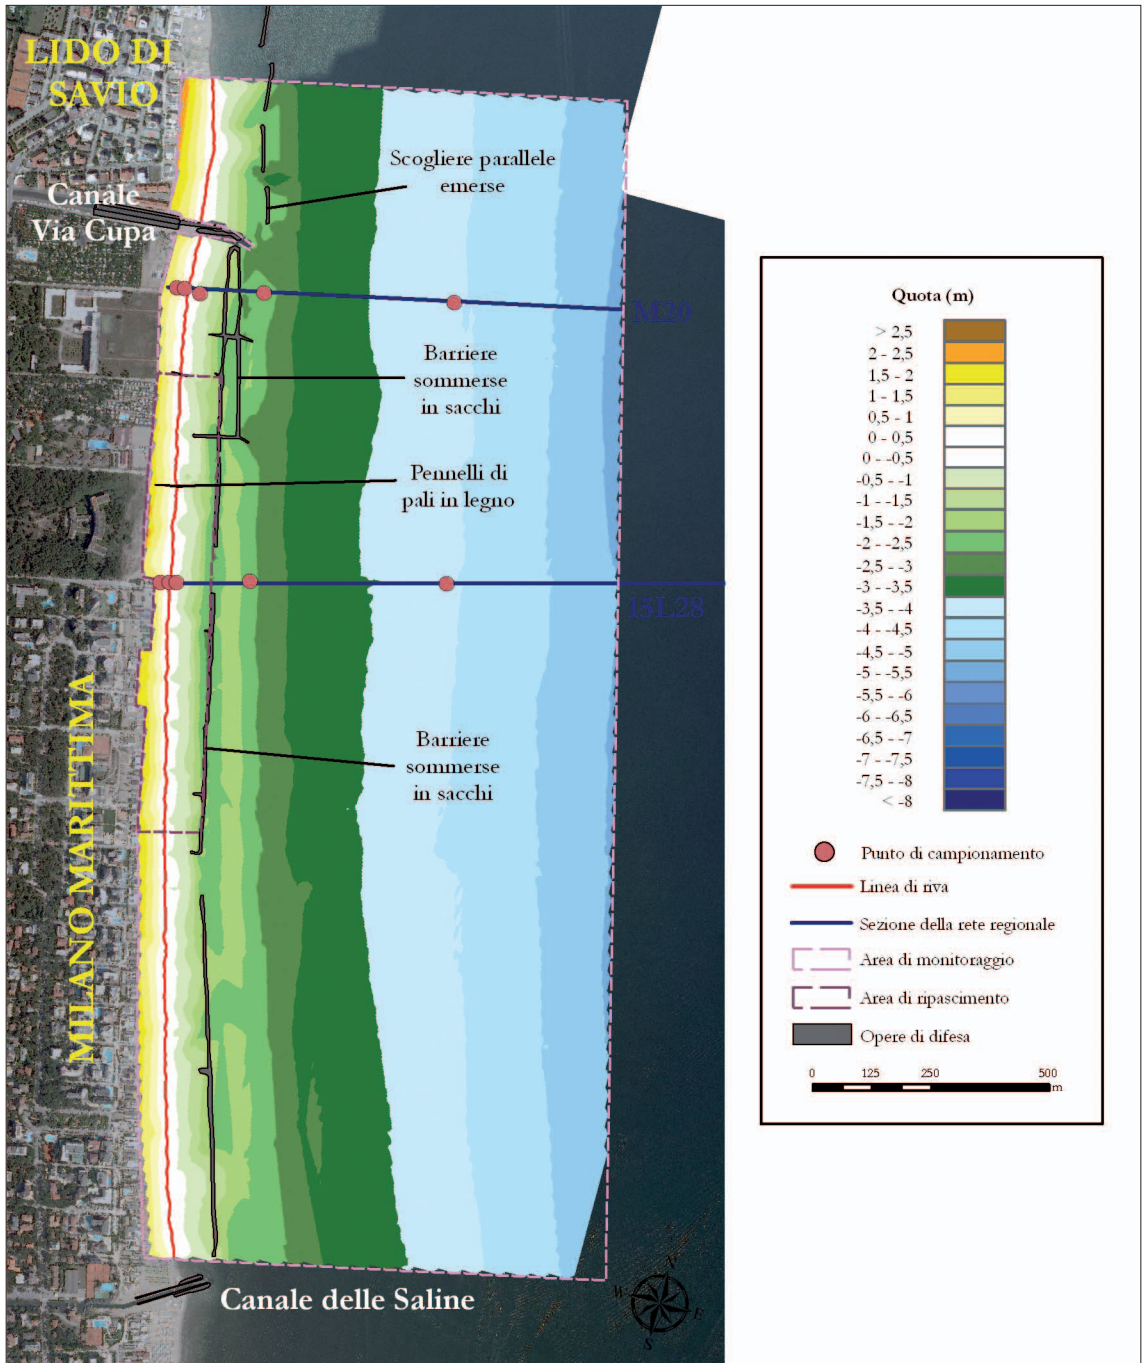 LIDO DI
SAVIO
Canale
Via Cupa
Scogliere parallele
emerse
M20
Barriere
sommerse
in sacchi
Pennelli di
pali in legno
15L28
MILANO MARITTIMA
Barriere
sommerse
in sacchi
Canale delle Saline
N
W
E
S
Quota (m)
> 2,5
2 - 2,5
1,5 - 2
1 - 1,5
0,5 - 1
0 - 0,5
0 - -0,5
-0,5 - -1
-1 - -1,5
-1,5 - -2
-2 - -2,5
-2,5 - -3
-3 - -3,5
-3,5 - -4
-4 - -4,5
-4,5 - -5
-5 - -5,5
-5,5 - -6
-6 - -6,5
-6,5 - -7
-7 - -7,5
-7,5 - -8
< -8
Punto di campionamento
Linea di riva
Sezione della rete regionale
Area di monitoraggio
Area di ripascimento
Opere di difesa
0 125 250 500
m